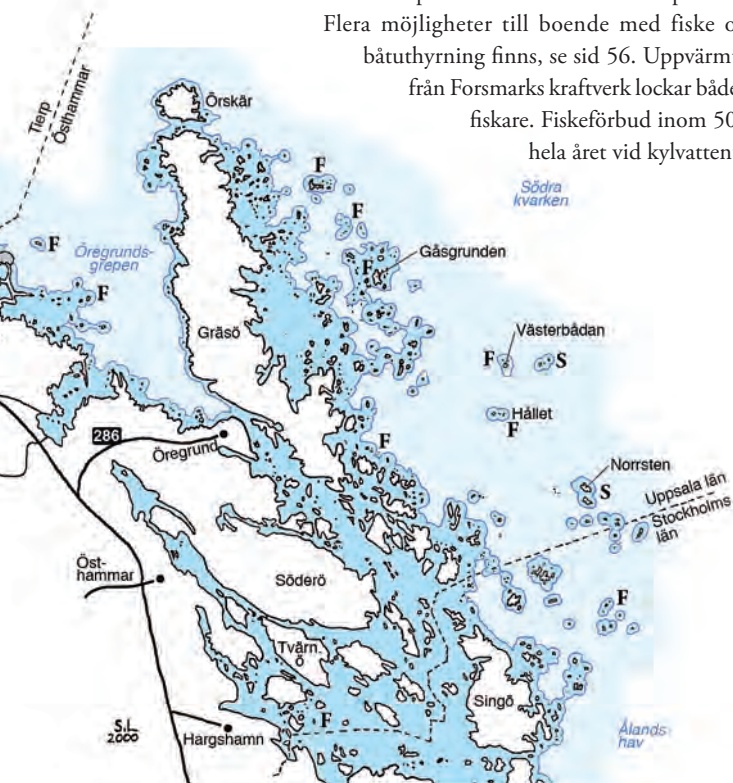 Flera möjligheter till boende med fiske
båtuthyrning finns, se sid 56.
från Forsmarks kraftverk lockar både
fiskare. Fiskeförbud inom 50
hela året vid kylvatten
Örskär
Tierp
Östhammar
F
Södra
kvarken
F
F
Öregrunds-
grepen
Gåsgrunden
F
F
Gräsö
Västerbådan
F
S
Hållet
F
286
Öregrund
F
Norrsten
S
Uppsala län
Stockholms
län
Öst-
hammar
Söderö
F
Tvärn.
ö
Singö
F
S.L
2000
Hargshamn
Ålands
hav